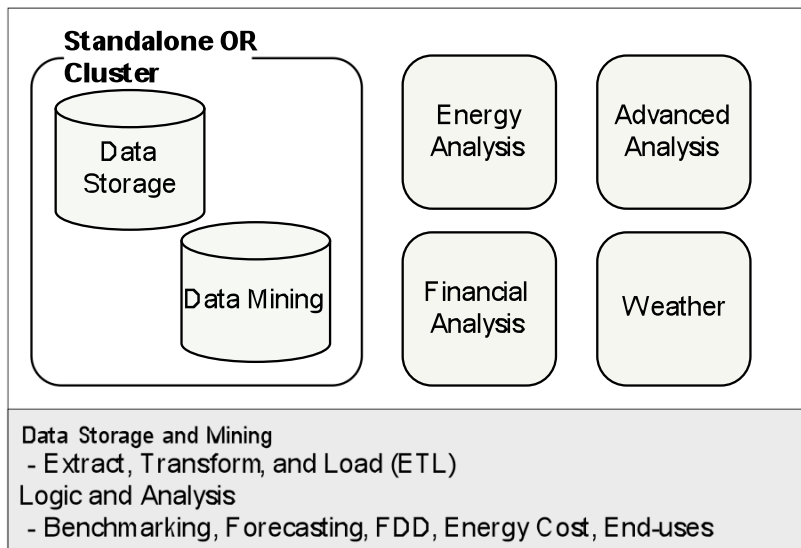 Standalone OR
Cluster
Data
Storage
Data Mining
Energy
Analysis
Advanced
Analysis
Financial
Analysis
Weather
Data Storage and Mining
- Extract, Transform, and Load (ETL)
Logic and Analysis
- Benchmarking, Forecasting, FDD, Energy Cost, End-uses